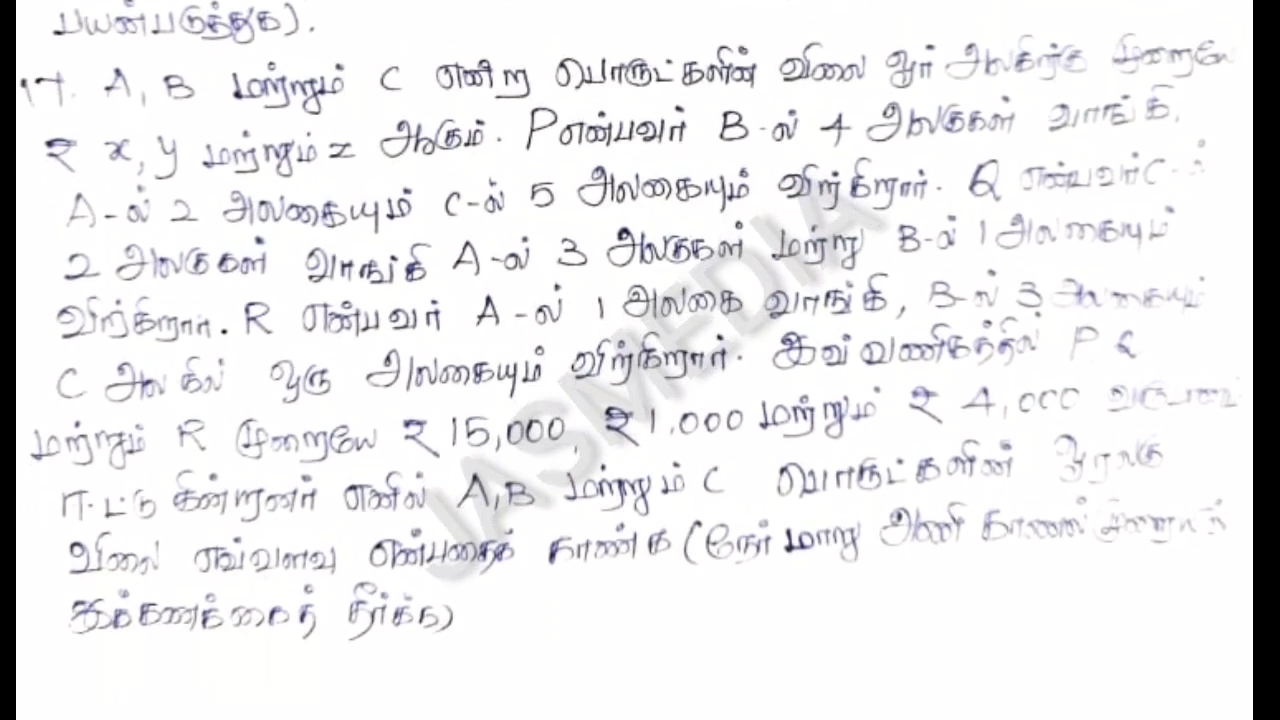 பயன்படுத்துக).
17. A, B மற்றும் C என்ற பொருட்களின் விலை ஓர் அலகிற்கு முறையே
₹ x, y மற்றும் z ஆகும். P என்பவர் B-ல் 4 அலகுகள் வாங்கி,
A-ல் 2 அலகையும் C-ல் 5 அலகையும் விற்கிறார். Q என்பவர் C-ல்
2 அலகுகள் வாங்கி A-ல் 3 அலகுகள் மற்று B-ல் 1 அலகையும்
விற்கிறார். R என்பவர் A-ல் 1 அலகை வாங்கி, B-ல் 3 அலகையும்
C அலகில் ஒரு அலகையும் விற்கிறார். இவ்வணிகத்தில் P Q
மற்றும் R முறையே ₹ 15,000, ₹ 1,000 மற்றும் ₹ 4,000 வருமானம்
ஈட்டுகின்றனர் எனில் A, B மற்றும் C பொருட்களின் ஓரலகு
விலை எவ்வளவு என்பதைக் காண்க (நேர்மாறு அணி காணல் முறையில்
இக்கணக்கைத் தீர்க்க)
JASMEDIA